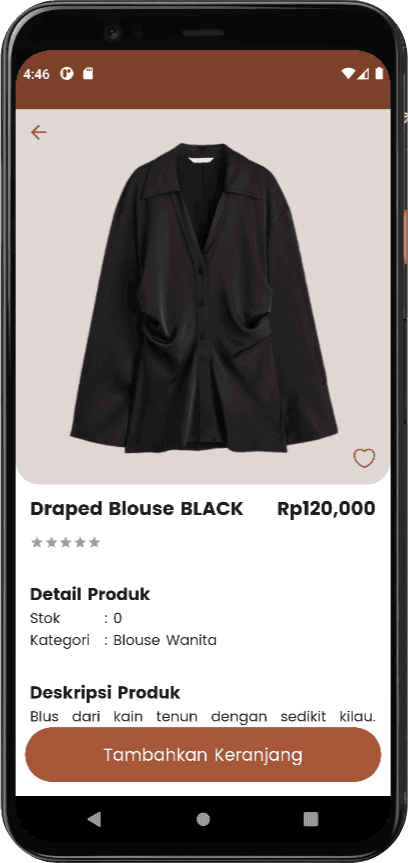 4:46
Draped Blouse BLACK Rp120,000
Detail Produk
Stok : 0
Kategori : Blouse Wanita
Deskripsi Produk
Blus dari kain tenun dengan sedikit kilau.
Tambahkan Keranjang